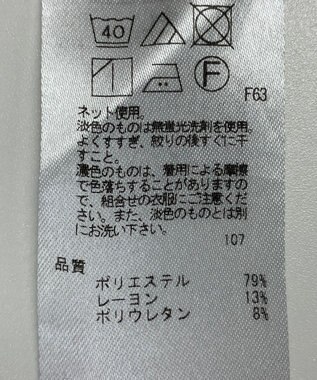 40
F
F63
ネット使用。
淡色のものは無蛍光洗剤を使用。
よくすすぎ、絞りの後すぐに干
すこと。
濃色のものは、着用による摩擦
で色落ちすることがありますの
で、組合せの衣服にご注意くだ
さい。また、淡色のものとは別
にお洗い下さい。
107
品質
ポリエステル 79%
レーヨン 13%
ポリウレタン 8%